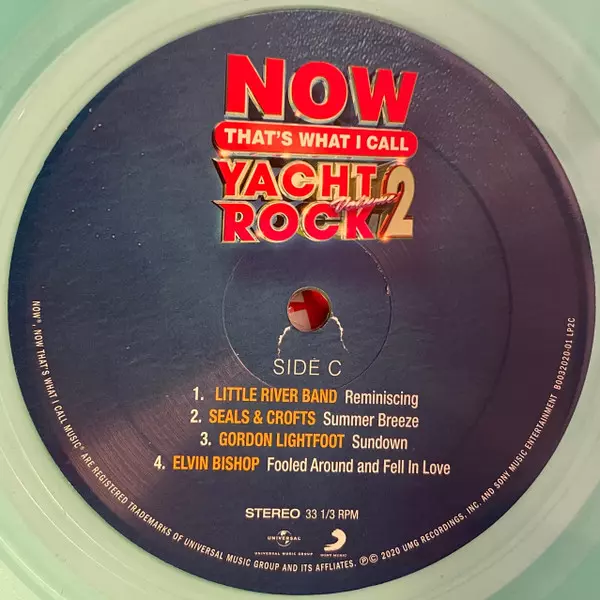 NOW
THAT'S WHAT I CALL
YACHT
Volume 2
ROCK
SIDE C
1. LITTLE RIVER BAND Reminiscing
2. SEALS & CROFTS Summer Breeze
3. GORDON LIGHTFOOT Sundown
4. ELVIN BISHOP Fooled Around and Fell In Love
STEREO 33 1/3 RPM
UNIVERSAL
UNIVERSAL MUSIC GROUP
SONY MUSIC
NOW®, NOW THAT'S WHAT I CALL MUSIC® ARE REGISTERED TRADEMARKS OF UNIVERSAL MUSIC GROUP AND ITS AFFILIATES. ℗© 2020 UMG RECORDINGS, INC. AND SONY MUSIC ENTERTAINMENT B0032020-01 LP2C